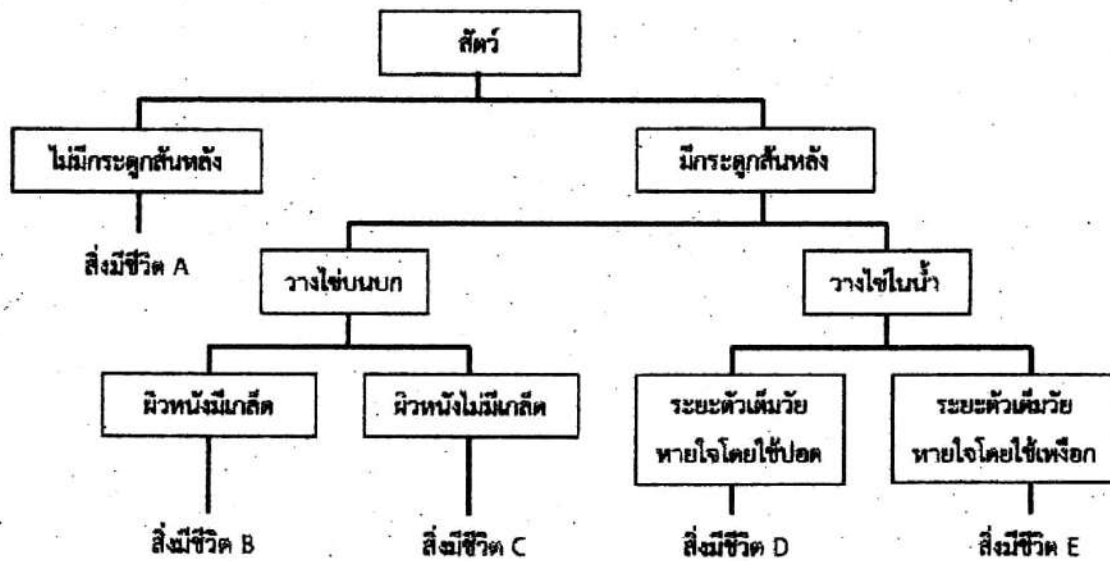 สัตว์
ไม่มีกระดูกสันหลัง
มีกระดูกสันหลัง
สิ่งมีชีวิต A
วางไข่บนบก
วางไข่ในน้ำ
ผิวหนังมีเกล็ด
ผิวหนังไม่มีเกล็ด
ระยะตัวเต็มวัย
หายใจโดยใช้ปอด
ระยะตัวเต็มวัย
หายใจโดยใช้เหงือก
สิ่งมีชีวิต B
สิ่งมีชีวิต C
สิ่งมีชีวิต D
สิ่งมีชีวิต E